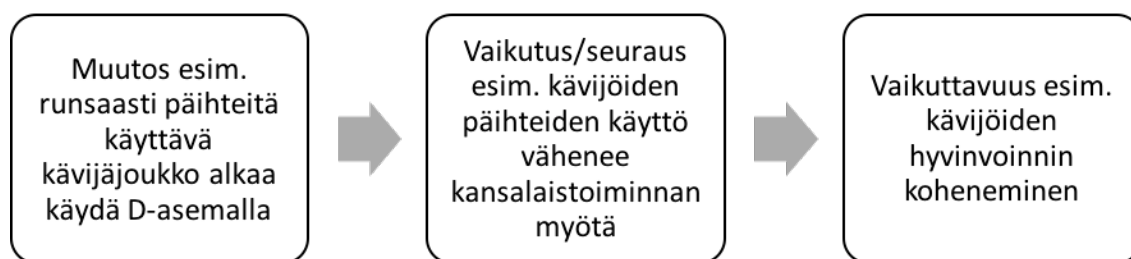 Muutos esim.
runsaasti päihteitä
käyttävä
kävijäjoukko alkaa
käydä D-asemalla
Vaikutus/seuraus
esim. kävijöiden
päihteiden käyttö
vähenee
kansalaistoiminnan
myötä
Vaikuttavuus esim.
kävijöiden
hyvinvoinnin
koheneminen